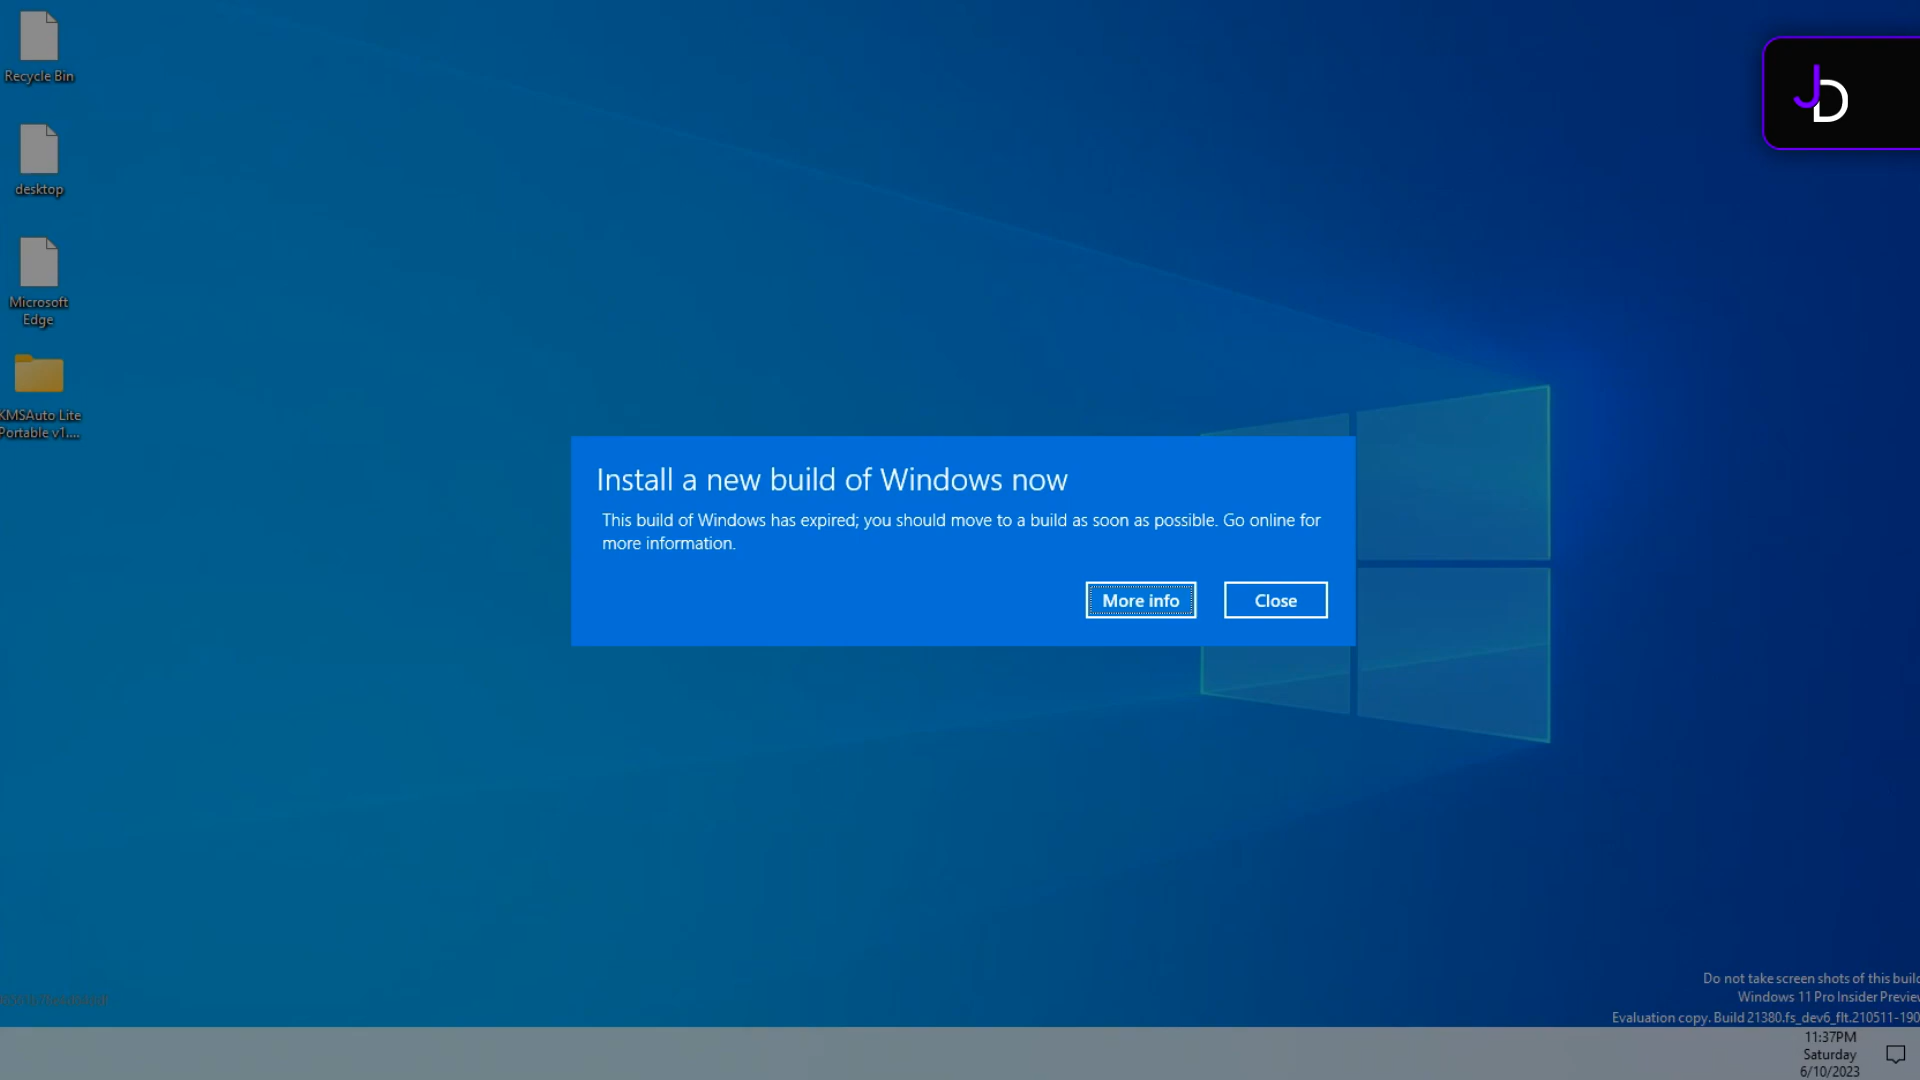 Recycle Bin
desktop
Microsoft
Edge
KMSAuto Lite
Portable v1....
JD
Install a new build of Windows now
This build of Windows has expired; you should move to a build as soon as possible. Go online for
more information.
More info
Close
Do not take screen shots of this build
Windows 11 Pro Insider Preview
Evaluation copy. Build 21380.fs_dev6_flt.210511-190
11:37PM
Saturday
6/10/2023